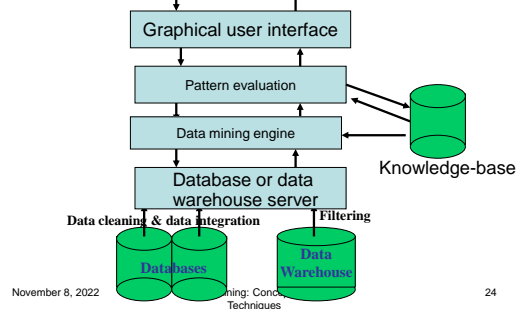 Graphical user interface
Pattern evaluation
Data mining engine
Knowledge-base
Database or data
warehouse server
Data cleaning & data integration
Filtering
Databases
Data
Warehouse
November 8, 2022
Techniques
24